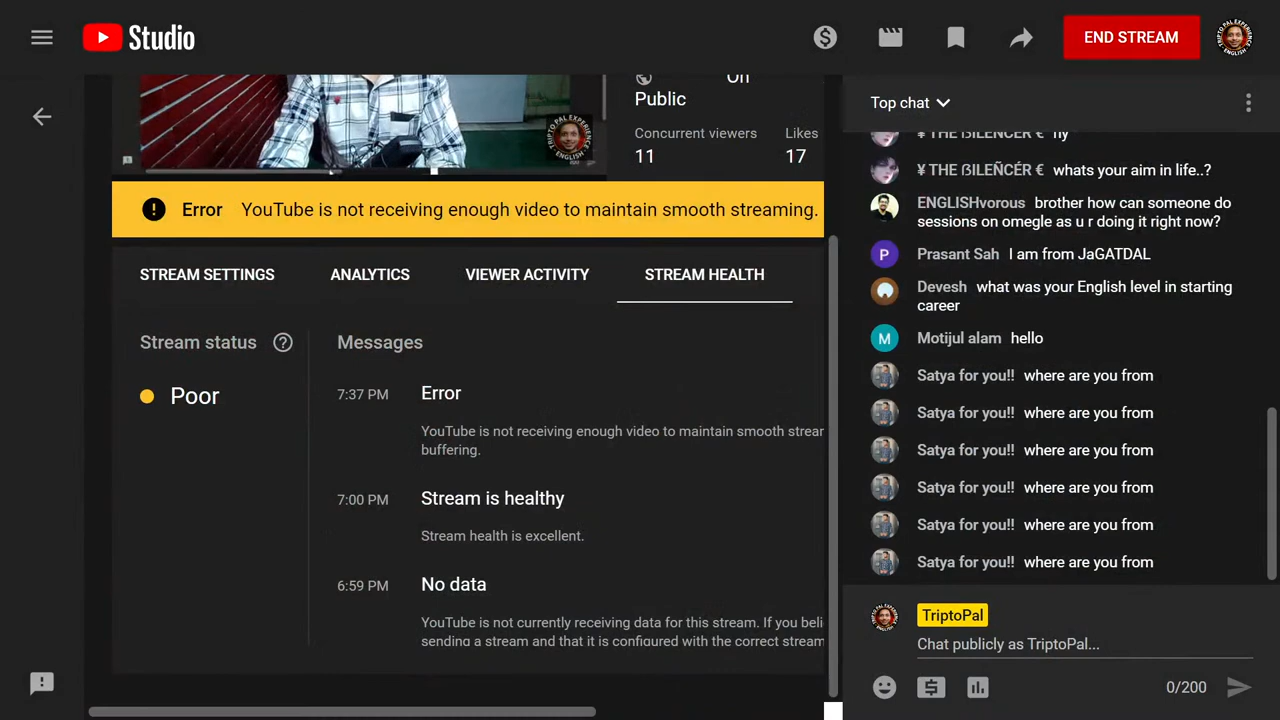 Studio
END STREAM
Public
Concurrent viewers
Likes
11
17
Error YouTube is not receiving enough video to maintain smooth streaming.
STREAM SETTINGS
ANALYTICS
VIEWER ACTIVITY
STREAM HEALTH
Stream status
Poor
Messages
7:37 PM Error
YouTube is not receiving enough video to maintain smooth strear
buffering.
7:00 PM Stream is healthy
Stream health is excellent.
6:59 PM No data
YouTube is not currently receiving data for this stream. If you beli
sending a stream and that it is configured with the correct stream
Top chat
¥ THE ẞILEÑCÉR € hy
¥ THE ẞILEÑCÉR € whats your aim in life..?
ENGLISHvorous brother how can someone do
sessions on omegle as u r doing it right now?
Prasant Sah I am from JaGATDAL
Devesh what was your English level in starting
career
Motijul alam hello
Satya for you!! where are you from
Satya for you!! where are you from
Satya for you!! where are you from
Satya for you!! where are you from
Satya for you!! where are you from
Satya for you!! where are you from
TriptoPal
Chat publicly as TriptoPal...
0/200